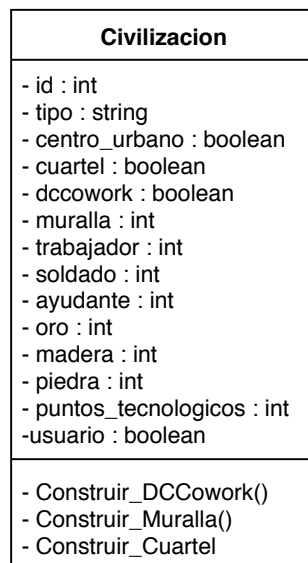 Civilizacion
- id : int
- tipo : string
- centro_urbano : boolean
- cuartel : boolean
- dccowork : boolean
- muralla : int
- trabajador : int
- soldado : int
- ayudante : int
- oro : int
- madera : int
- piedra : int
- puntos_tecnologicos : int
-usuario : boolean
- Construir_DCCowork()
- Construir_Muralla()
- Construir_Cuartel